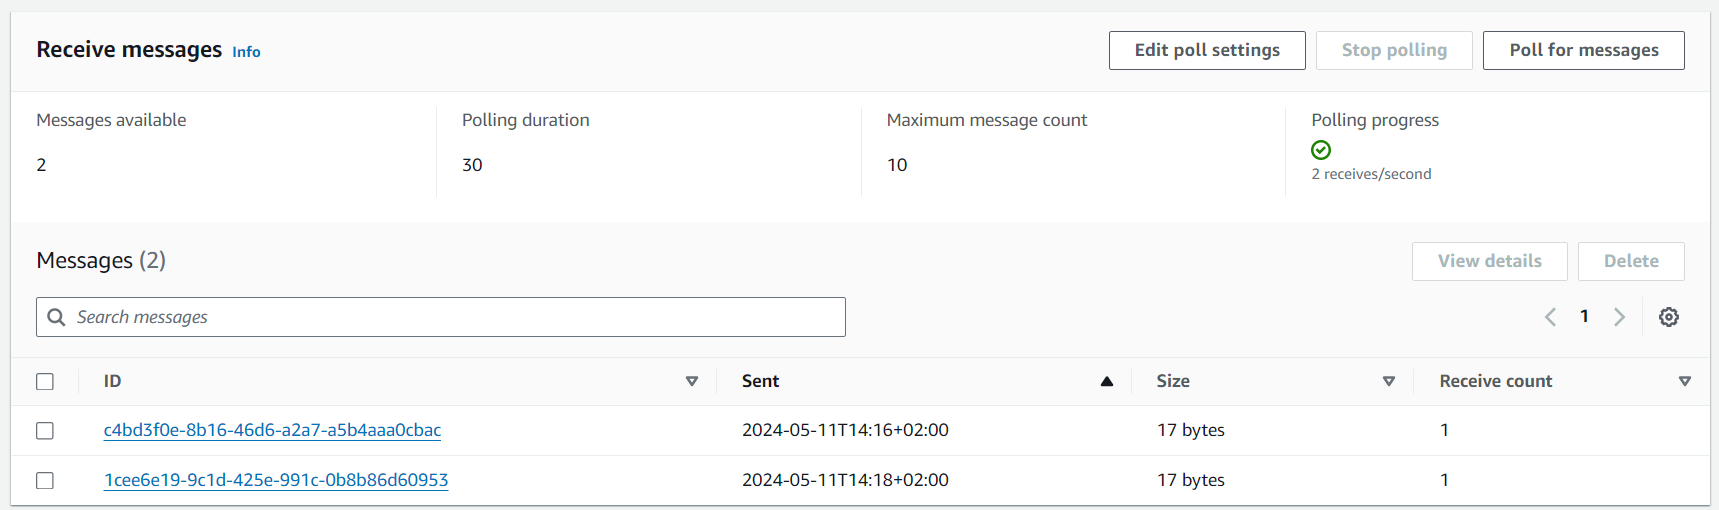 Receive messages Info
Edit poll settings
Stop polling
Poll for messages
Messages available
2
Polling duration
30
Maximum message count
10
Polling progress
2 receives/second
Messages (2)
View details
Delete
Search messages
1
ID Sent Size Receive count
c4bd3f0e-8b16-46d6-a2a7-a5b4aaa0cbac 2024-05-11T14:16+02:00 17 bytes 1
1cee6e19-9c1d-425e-991c-0b8b86d60953 2024-05-11T14:18+02:00 17 bytes 1